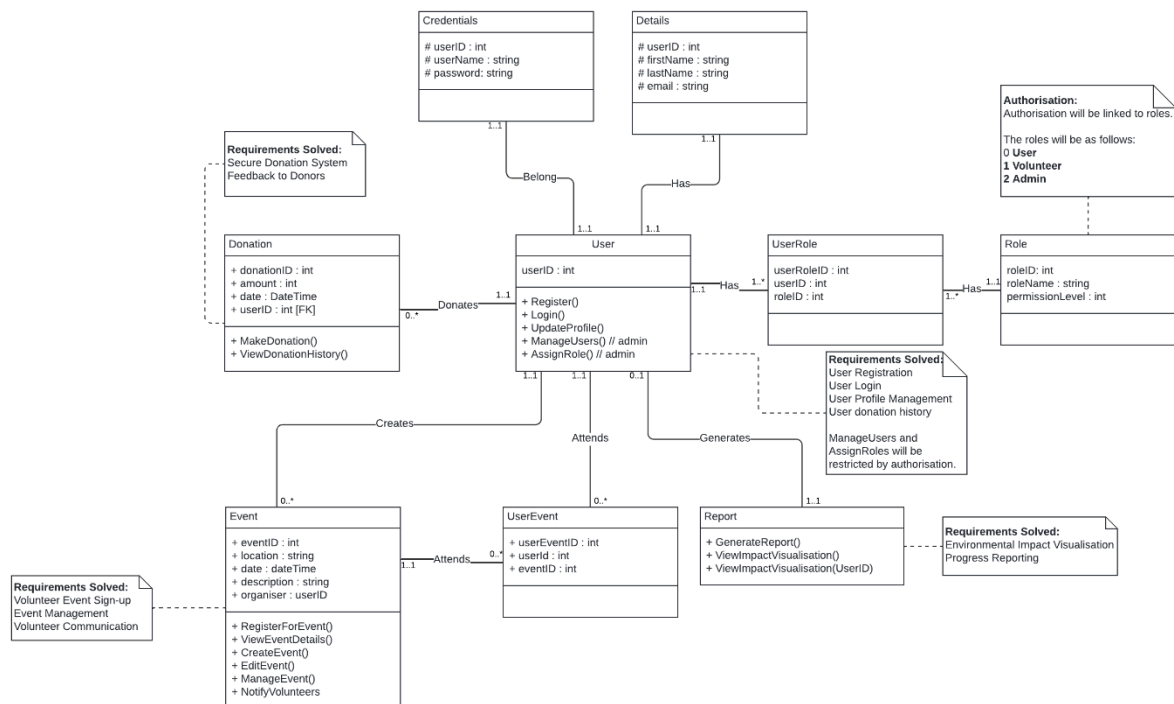 Credentials
# userID : int
# userName : string
# password: string
Details
# userID : int
# firstName : string
# lastName : string
# email : string
Authorisation:
Authorisation will be linked to roles.
The roles will be as follows:
0 User
1 Volunteer
2 Admin
1..1
1..1
Requirements Solved:
Secure Donation System
Feedback to Donors
Belong
Has
1..1
1..1
Donation
+ donationID : int
+ amount : int
+ date : DateTime
+ userID : int [FK]
+ MakeDonation()
+ ViewDonationHistory()
Donates
1..1
0..*
User
userID : int
+ Register()
+ Login()
+ UpdateProfile()
+ ManageUsers() // admin
+ AssignRole() // admin
Has
1..1
1..*
UserRole
userRoleID : int
userID : int
roleID : int
Has
1..*
1..1
Role
roleID: int
roleName : string
permissionLevel : int
Requirements Solved:
User Registration
User Login
User Profile Management
User donation history
ManageUsers and
AssignRoles will be
restricted by authorisation.
1..1
1..1
0..1
Creates
Attends
Generates
0..*
0..*
1..1
Event
+ eventID : int
+ location : string
+ date : dateTime
+ description : string
+ organiser : userID
+ RegisterForEvent()
+ ViewEventDetails()
+ CreateEvent()
+ EditEvent()
+ ManageEvent()
+ NotifyVolunteers
Attends
1..1
0..*
UserEvent
+ userEventID : int
+ userId : int
+ eventID : int
Report
+ GenerateReport()
+ ViewImpactVisualisation()
+ ViewImpactVisualisation(UserID)
Requirements Solved:
Environmental Impact Visualisation
Progress Reporting
Requirements Solved:
Volunteer Event Sign-up
Event Management
Volunteer Communication